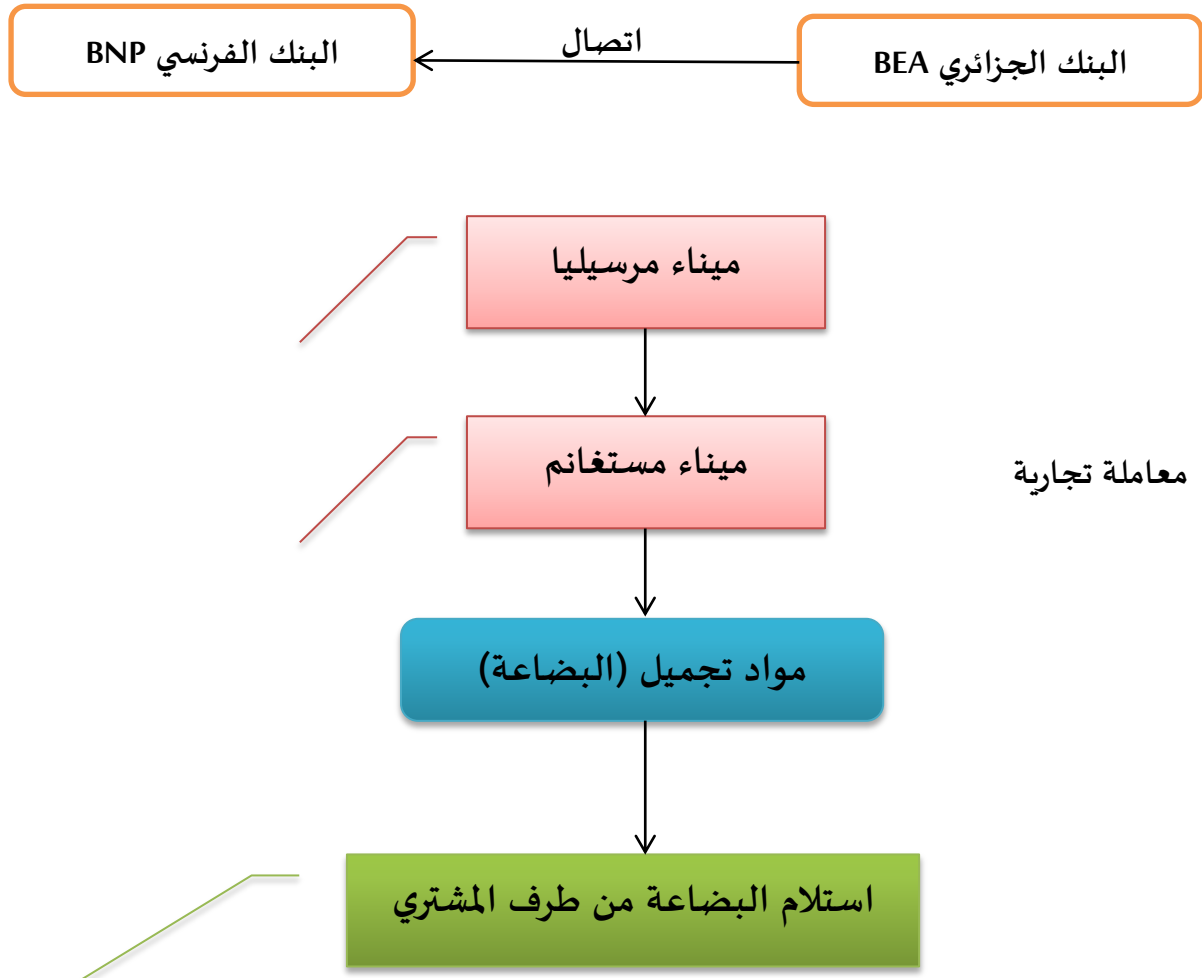 البنك الجزائري BEA
اتصال
البنك الفرنسي BNP
ميناء مرسيليا
ميناء مستغانم
معاملة تجارية
مواد تجميل (البضاعة)
استلام البضاعة من طرف المشتري